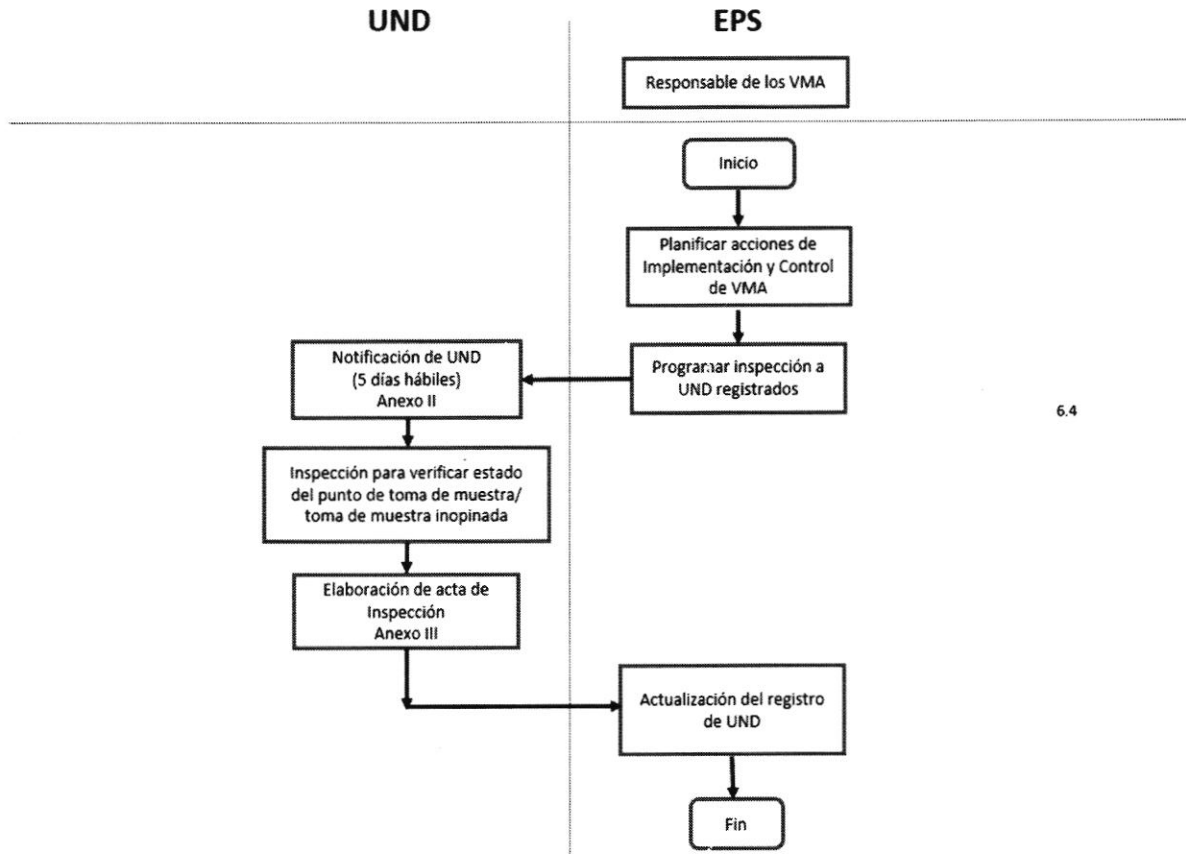 UND
EPS
Responsable de los VMA
Inicio
Planificar acciones de
Implementación y Control
de VMA
Notificación de UND
(5 días hábiles)
Anexo II
Programar inspección a
UND registrados
6.4
Inspección para verificar estado
del punto de toma de muestra/
toma de muestra inopinada
Elaboración de acta de
Inspección
Anexo III
Actualización del registro
de UND
Fin